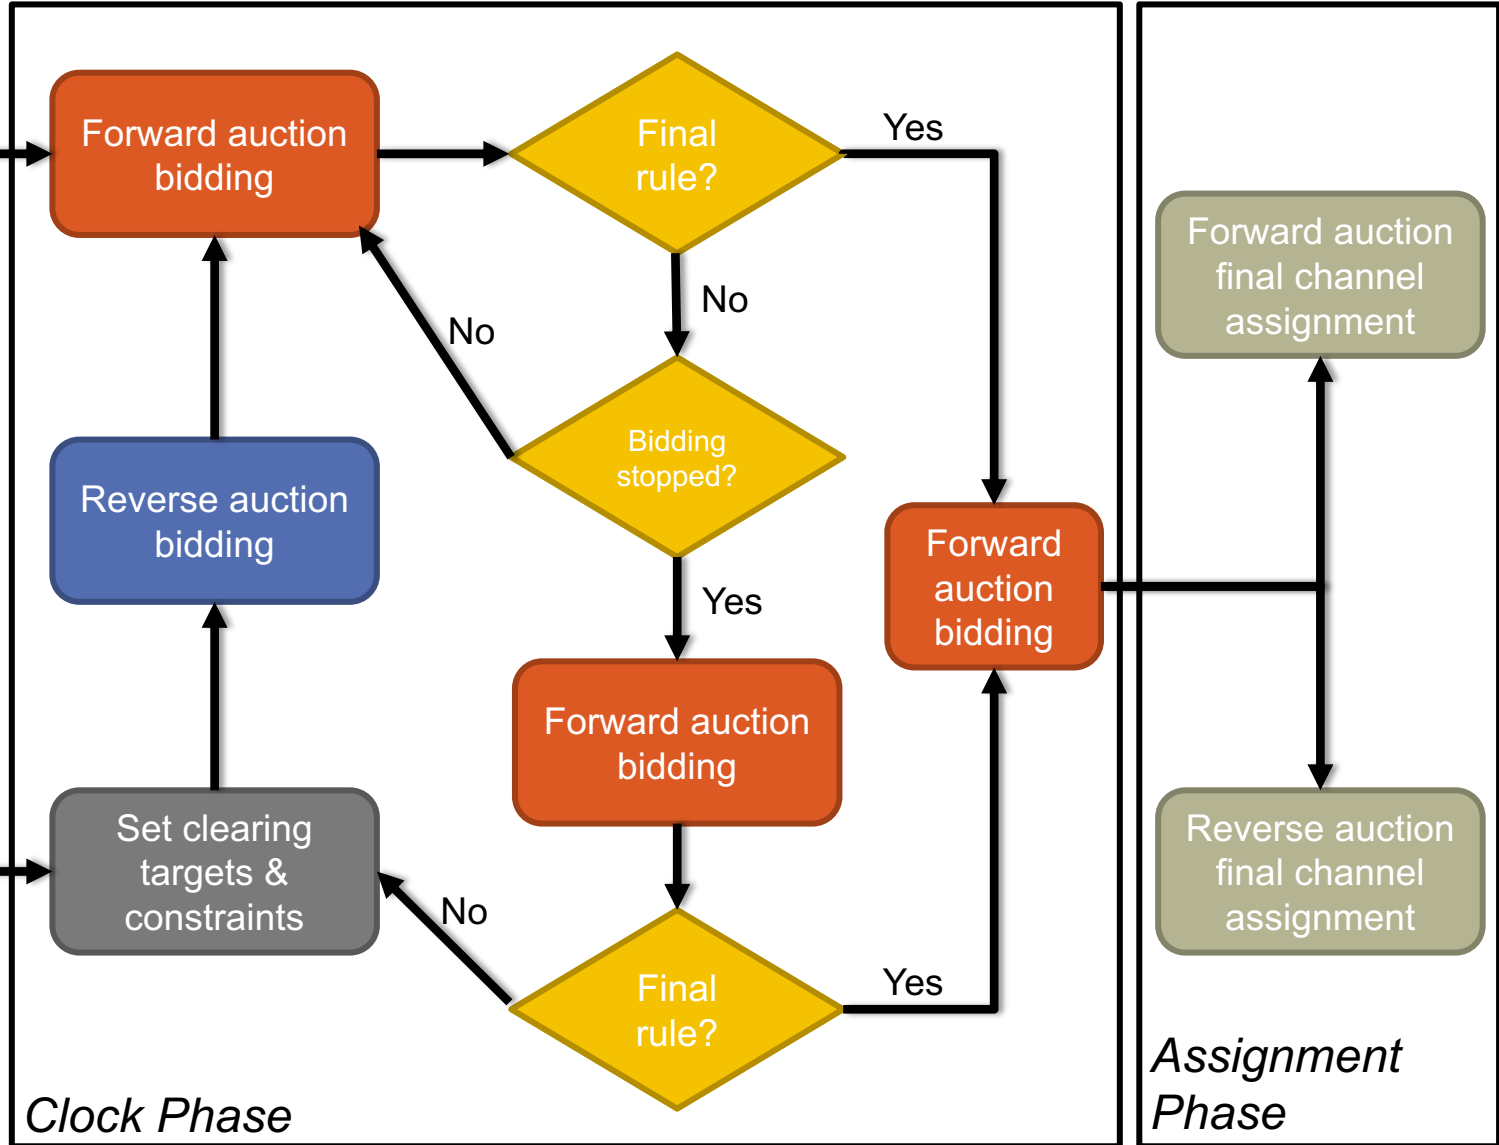 Forward auction
bidding
Final
rule?
Yes
No
No
Bidding
stopped?
Reverse auction
bidding
Yes
Forward
auction
bidding
Forward auction
bidding
Set clearing
targets &
constraints
No
Final
rule?
Yes
Clock Phase
Forward auction
final channel
assignment
Reverse auction
final channel
assignment
Assignment
Phase